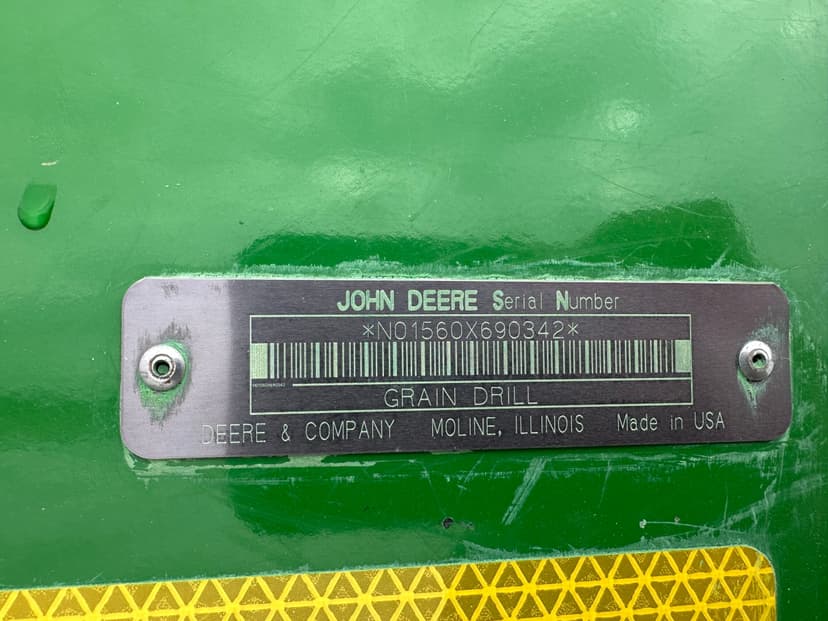 JOHN DEERE Serial Number
*N01560X690342*
GRAIN DRILL
DEERE & COMPANY MOLINE, ILLINOIS Made in USA